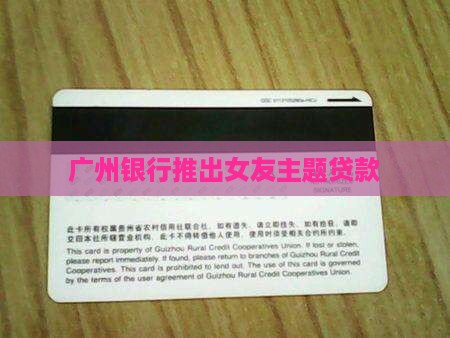 广州银行推出女友主题贷款
SIGNATURE
此卡所有权属贵州省农村信用社联合社。如有遗失，请立即挂失，如有拾获，请即
交回本社所辖营业机构。此卡不得转借他人使用，使用时须受相关合约所约束。
This card is property of Guizhou Rural Credit Cooperatives Union. If lost or stolen,
please report immediately. If found, please return to branches of Guizhou Rural Credit
Cooperatives. This card is prohibited to lend out. The use of this card is governed
by the terms of the user agreement of Guizhou Rural Credit Cooperatives Union.